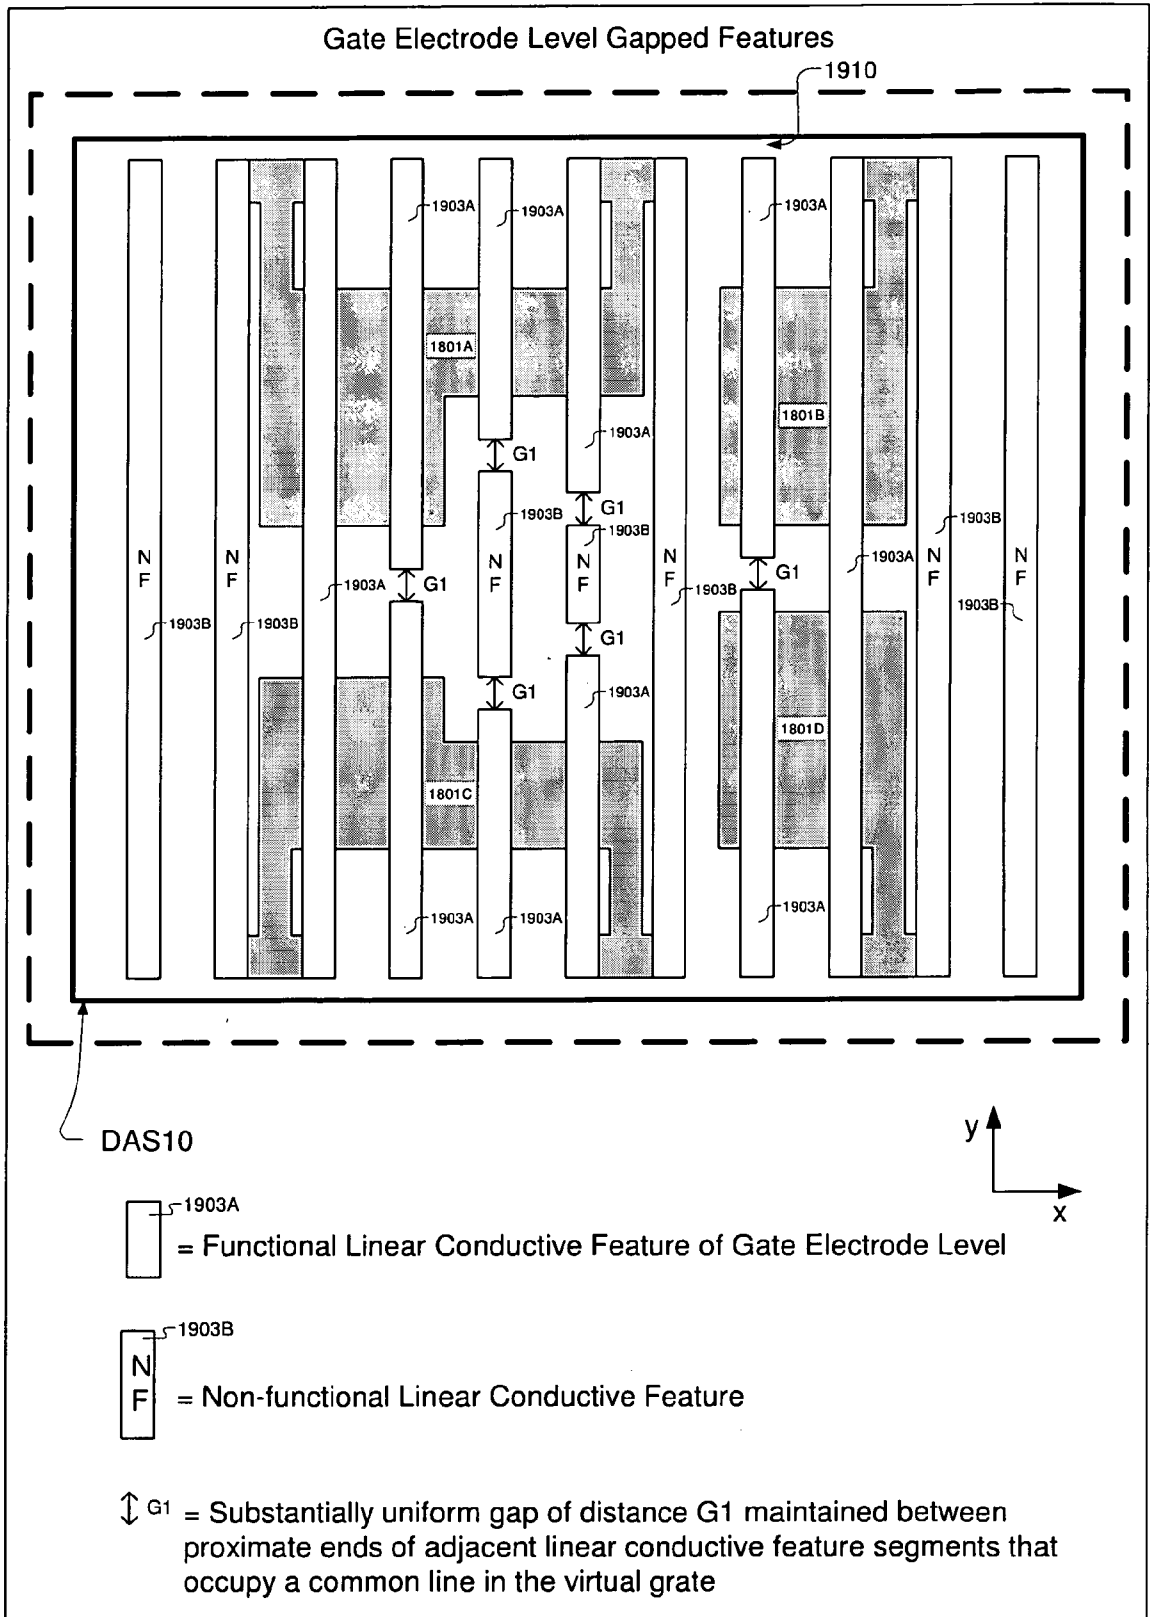 Gate Electrode Level Gapped Features
1910
1903A
1903A
1903A
1801A
1801B
1903A
G1
G1
1903B
1903B
1903B
N
F
N
F
1903A
G1
N
F
N
F
N
F
G1
1903A
N
F
N
F
1903B
1903B
1903B
1903B
G1
1903A
G1
1801D
1801C
1903A
1903A
1903A
DAS10
y
x
1903A
= Functional Linear Conductive Feature of Gate Electrode Level
1903B
N
F
= Non-functional Linear Conductive Feature
G1 = Substantially uniform gap of distance G1 maintained between
proximate ends of adjacent linear conductive feature segments that
occupy a common line in the virtual grate